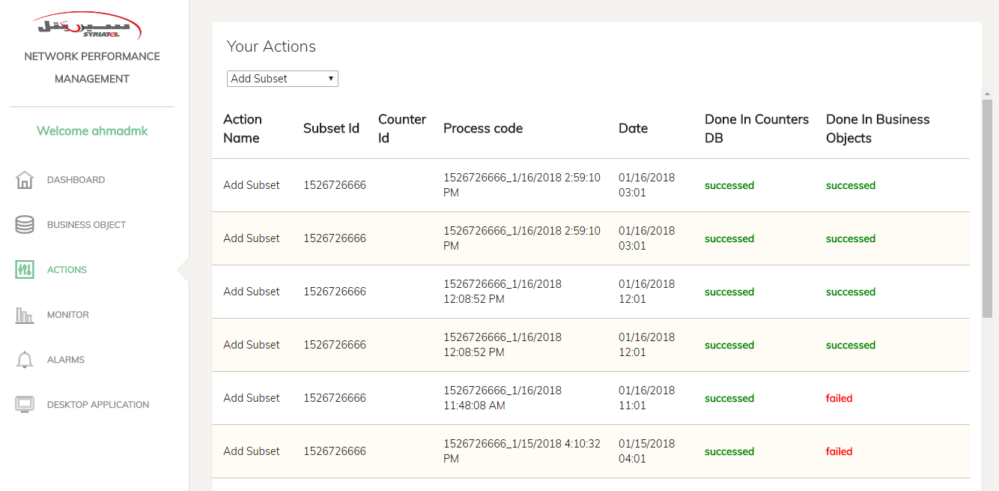 سيريتل
SYRIATEL
NETWORK PERFORMANCE
MANAGEMENT
Welcome ahmadmk
DASHBOARD
BUSINESS OBJECT
ACTIONS
MONITOR
ALARMS
DESKTOP APPLICATION
Your Actions
Add Subset
Action Name Subset Id Counter Id Process code Date Done In Counters DB Done In Business Objects
Add Subset 1526726666 1526726666_1/16/2018 2:59:10 PM 01/16/2018 03:01 successed successed
Add Subset 1526726666 1526726666_1/16/2018 2:59:10 PM 01/16/2018 03:01 successed successed
Add Subset 1526726666 1526726666_1/16/2018 12:08:52 PM 01/16/2018 12:01 successed successed
Add Subset 1526726666 1526726666_1/16/2018 12:08:52 PM 01/16/2018 12:01 successed successed
Add Subset 1526726666 1526726666_1/16/2018 11:48:08 AM 01/16/2018 11:01 successed failed
Add Subset 1526726666 1526726666_1/15/2018 4:10:32 PM 01/15/2018 04:01 successed failed